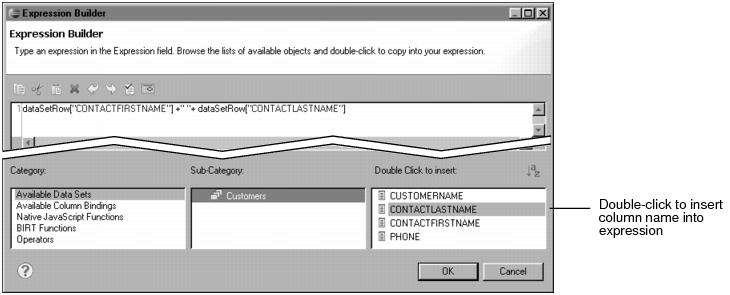 Expression Builder
Expression Builder
Type an expression in the Expression field. Browse the lists of available objects and double-click to copy into your expression.
1 dataSetRow["CONTACTFIRSTNAME"] +" "+ dataSetRow["CONTACTLASTNAME"]
Category:
Sub-Category:
Double Click to insert:
a
z
Available Data Sets
Available Column Bindings
Native JavaScript Functions
BIRT Functions
Operators
Customers
CUSTOMERNAME
CONTACTLASTNAME
CONTACTFIRSTNAME
PHONE
Double-click to insert
column name into
expression
?
OK
Cancel